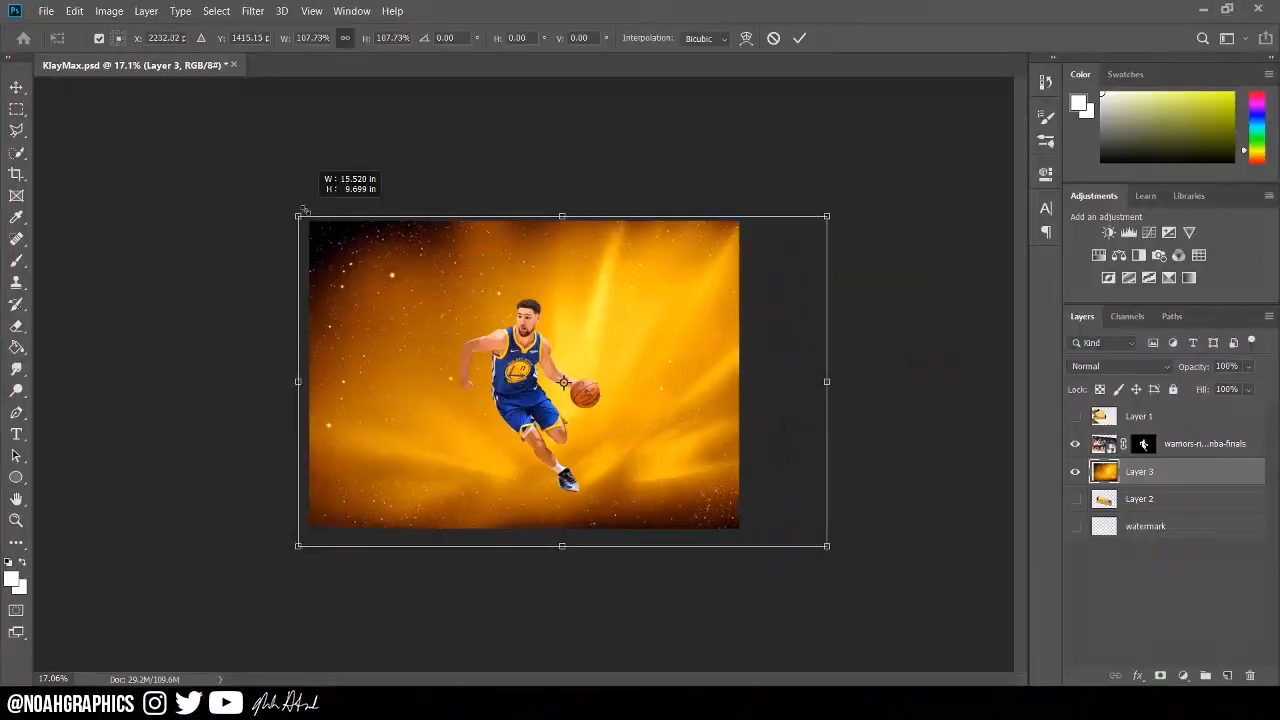 Ps File Edit Image Layer Type Select Filter 3D View Window Help
X: 2232.02 p Y: 1415.15 p W: 107.73% H: 107.73% 0.00 ° H: 0.00 ° V: 0.00 ° Interpolation: Bicubic
KlayMax.psd @ 17.1% (Layer 3, RGB/8#) * ×
Color Swatches
W: 15.520 in
H: 9.699 in
Adjustments Learn Libraries
Add an adjustment
Layers Channels Paths
Kind
Normal Opacity: 100%
Lock: Fill: 100%
Layer 1
warriors-ri...nba-finals
Layer 3
Layer 2
watermark
17.06% Doc: 29.2M/109.6M
@NOAHGRAPHICS